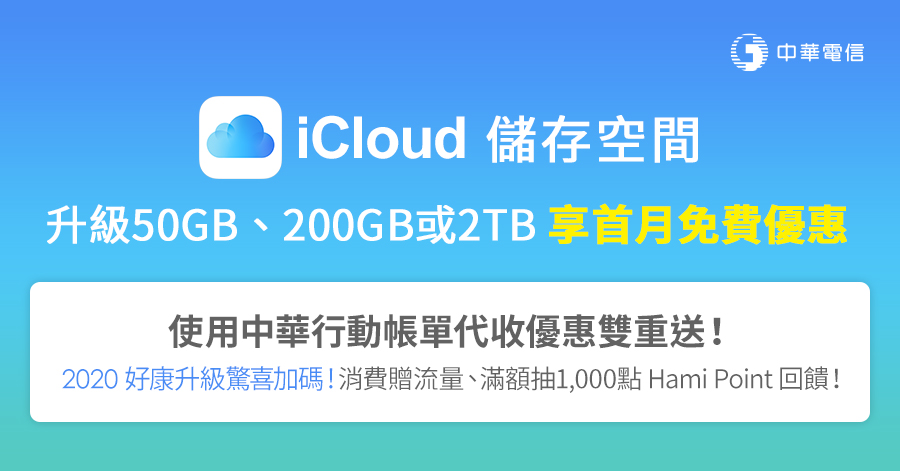 中華電信
iCloud 儲存空間
升級50GB、200GB或2TB 享首月免費優惠
使用中華行動帳單代收優惠雙重送！
2020 好康升級驚喜加碼！消費贈流量、滿額抽1,000點 Hami Point 回饋！